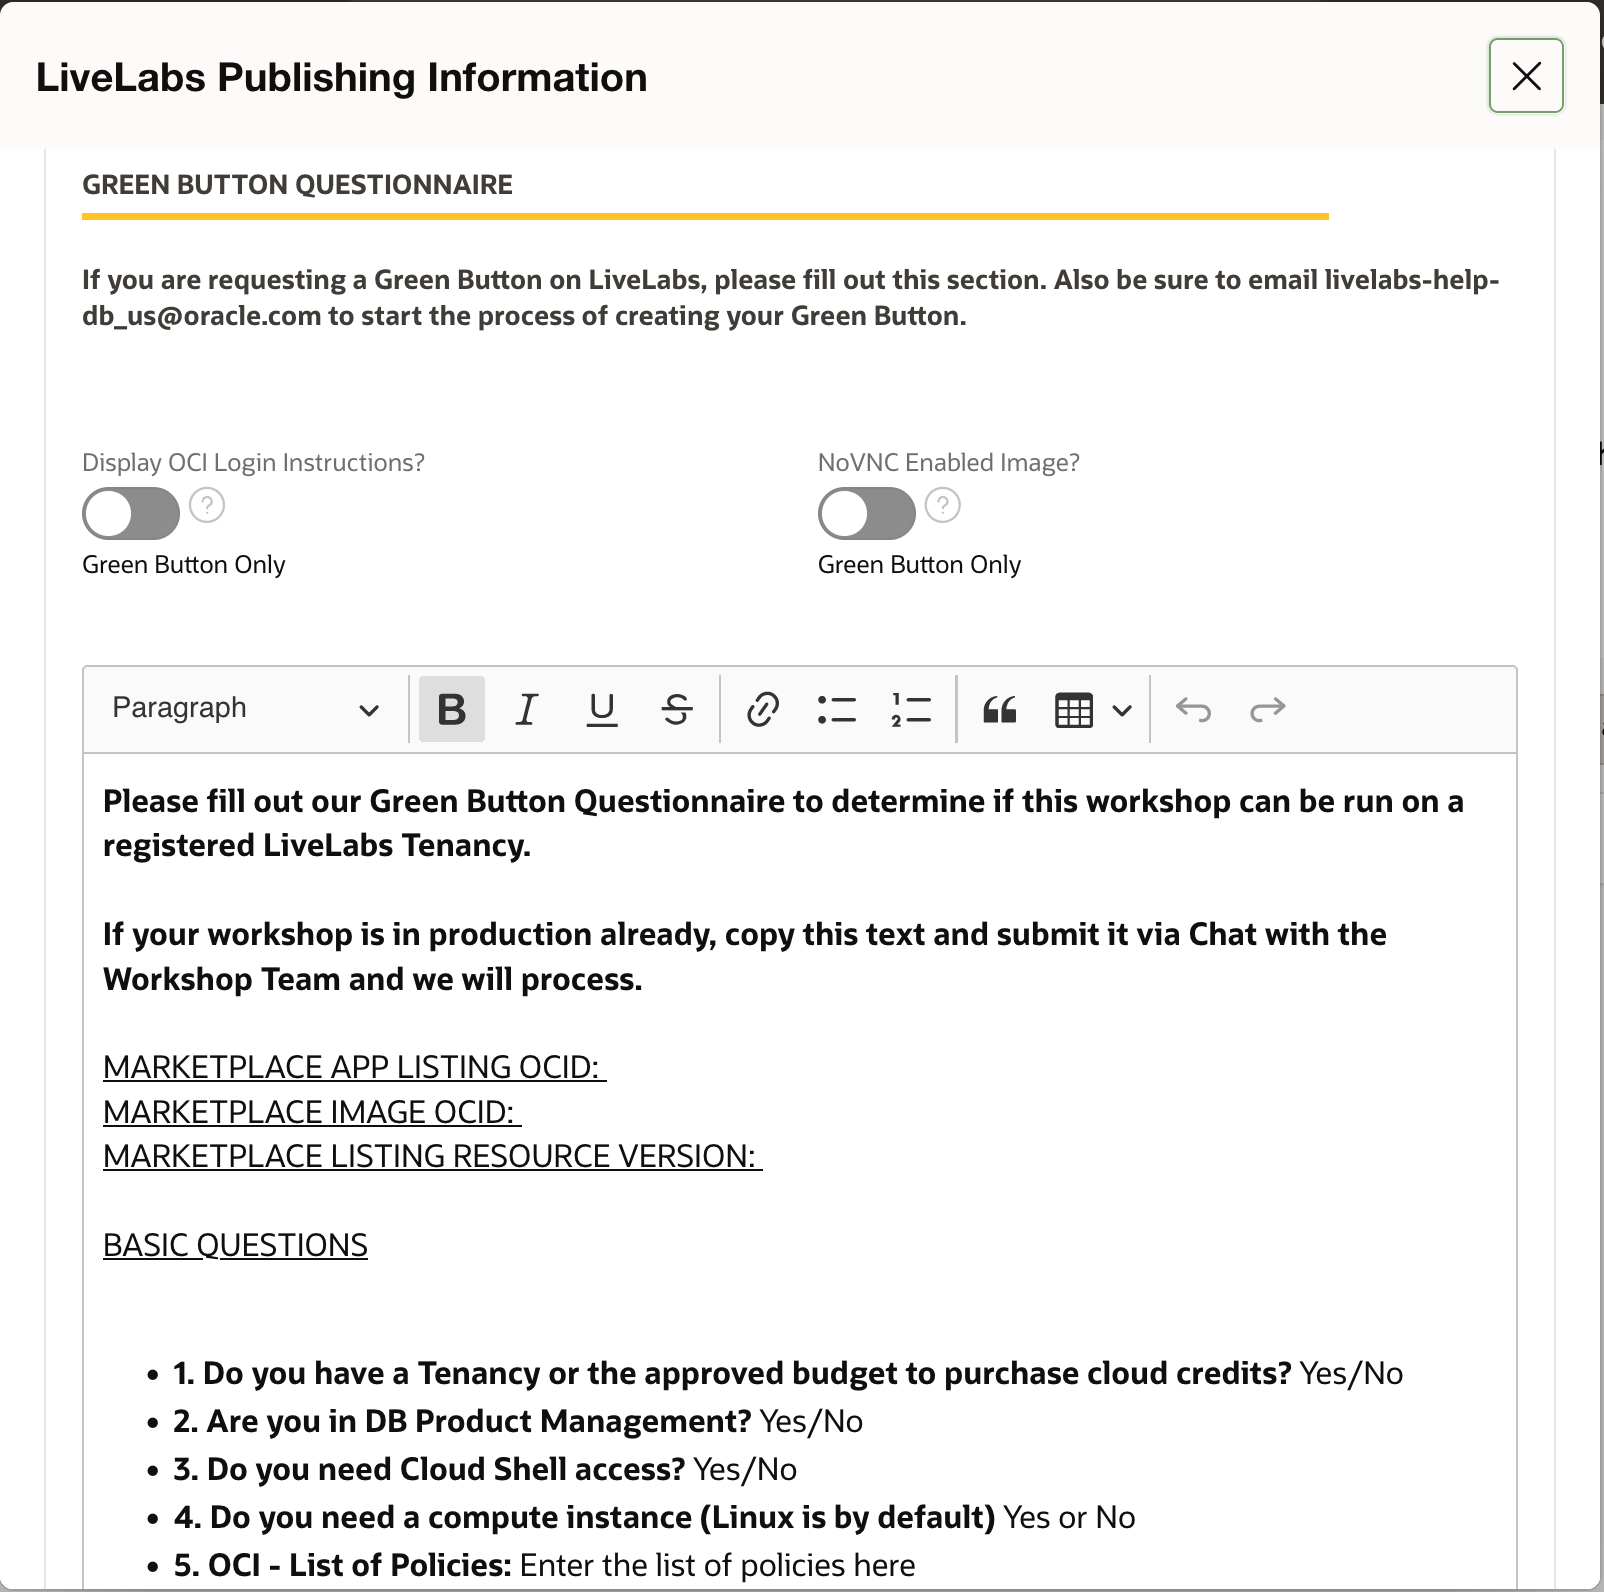 LiveLabs Publishing Information
GREEN BUTTON QUESTIONNAIRE
If you are requesting a Green Button on LiveLabs, please fill out this section. Also be sure to email livelabs-help-
db_us@oracle.com to start the process of creating your Green Button.
Display OCI Login Instructions?
NoVNC Enabled Image?
Green Button Only
Green Button Only
Paragraph
Please fill out our Green Button Questionnaire to determine if this workshop can be run on a
registered LiveLabs Tenancy.
If your workshop is in production already, copy this text and submit it via Chat with the
Workshop Team and we will process.
MARKETPLACE APP LISTING OCID:
MARKETPLACE IMAGE OCID:
MARKETPLACE LISTING RESOURCE VERSION:
BASIC QUESTIONS
• 1. Do you have a Tenancy or the approved budget to purchase cloud credits? Yes/No
• 2. Are you in DB Product Management? Yes/No
• 3. Do you need Cloud Shell access? Yes/No
• 4. Do you need a compute instance (Linux is by default) Yes or No
• 5. OCI - List of Policies: Enter the list of policies here